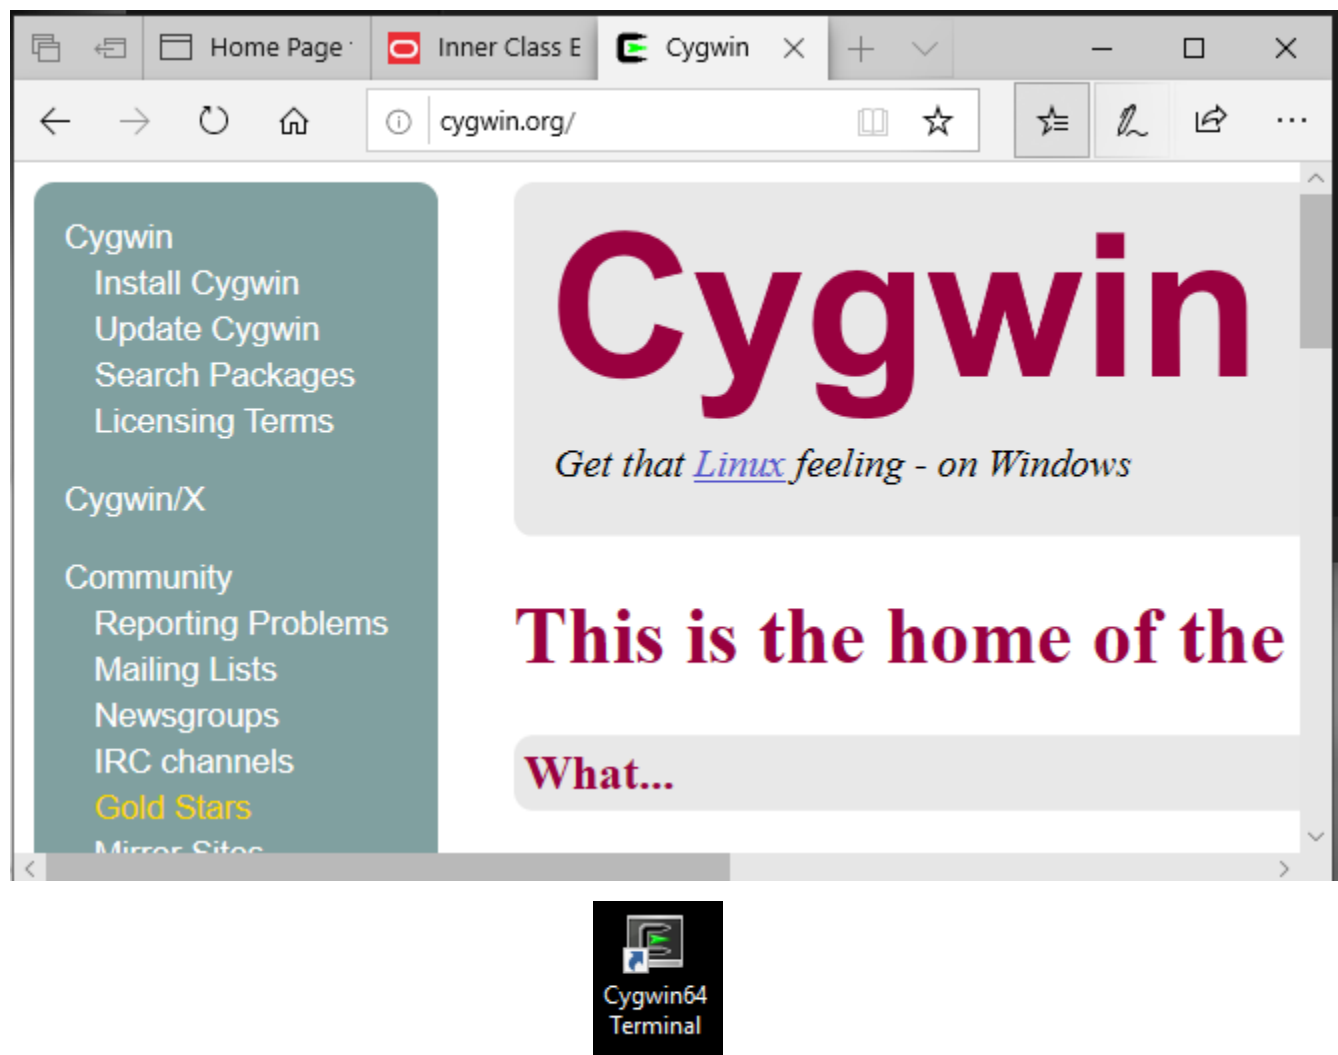 Home Page
Inner Class E
Cygwin
cygwin.org/
Cygwin
Install Cygwin
Update Cygwin
Search Packages
Licensing Terms
Cygwin/X
Community
Reporting Problems
Mailing Lists
Newsgroups
IRC channels
Gold Stars
Mirror Sites
Cygwin
Get that Linux feeling - on Windows
This is the home of the
What...
Cygwin64
Terminal